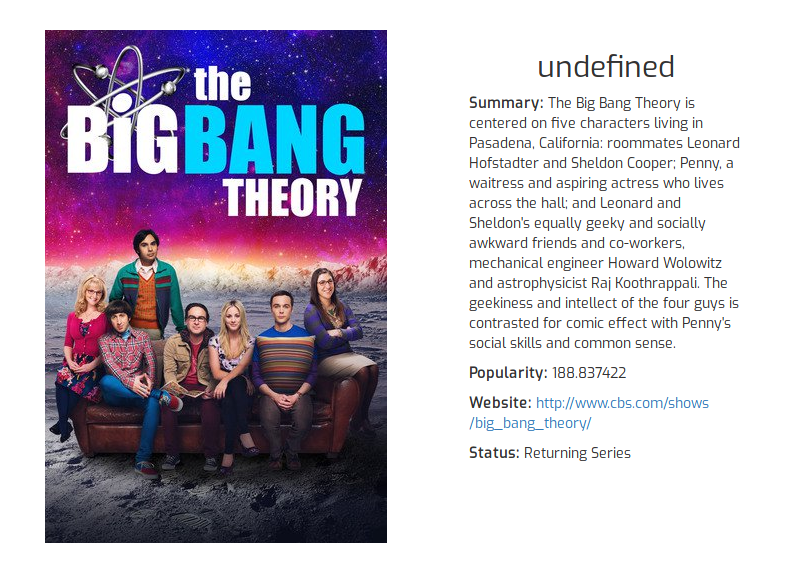 the
BiG BANG
THEORY
undefined
Summary: The Big Bang Theory is
centered on five characters living in
Pasadena, California: roommates Leonard
Hofstadter and Sheldon Cooper; Penny, a
waitress and aspiring actress who lives
across the hall; and Leonard and
Sheldon's equally geeky and socially
awkward friends and co-workers,
mechanical engineer Howard Wolowitz
and astrophysicist Raj Koothrappali. The
geekiness and intellect of the four guys is
contrasted for comic effect with Penny's
social skills and common sense.
Popularity: 188.837422
Website: http://www.cbs.com/shows
/big_bang_theory/
Status: Returning Series